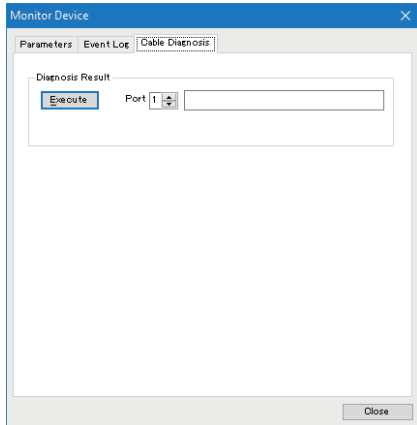 Monitor Device
Parameters Event Log Cable Diagnosis
Diagnosis Result
Execute Port 1
Close